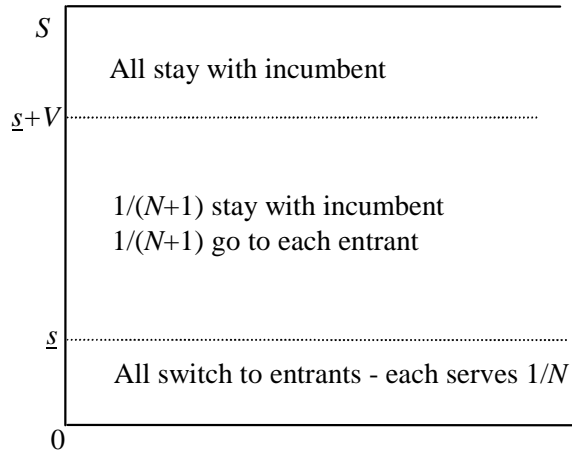 S
All stay with incumbent
s+V
1/(N+1) stay with incumbent
1/(N+1) go to each entrant
s
All switch to entrants - each serves 1/N
0